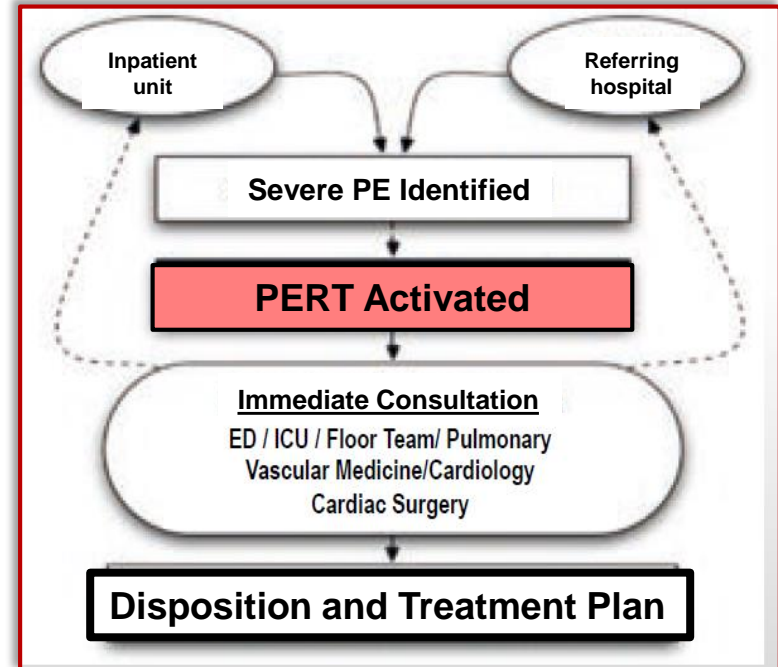 Inpatient
unit
Referring
hospital
Severe PE Identified
PERT Activated
Immediate Consultation
ED / ICU / Floor Team/ Pulmonary
Vascular Medicine/Cardiology
Cardiac Surgery
Disposition and Treatment Plan